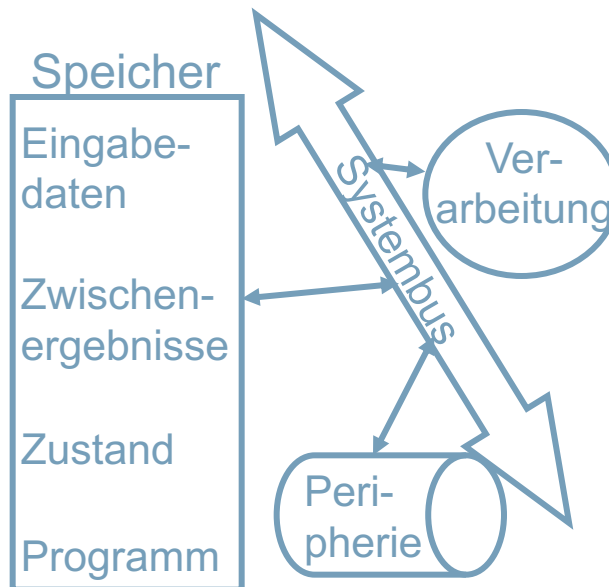 Speicher
Eingabe-
daten
Zwischen-
ergebnisse
Zustand
Programm
Systembus
Ver-
arbeitung
Peri-
pherie